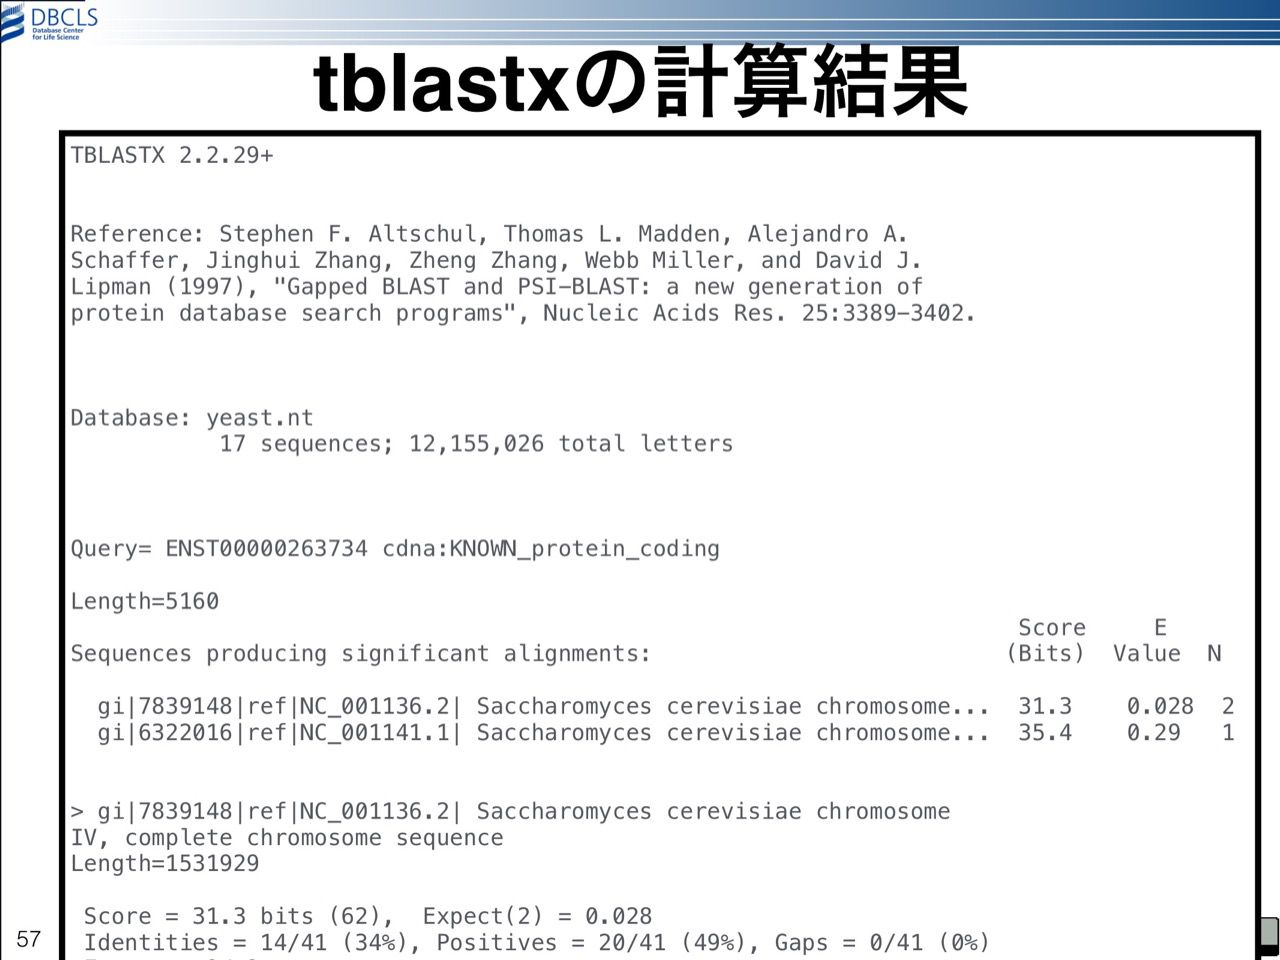 DBCLS
Database Center
for Life Science
tblastxの計算結果
TBLASTX 2.2.29+
Reference: Stephen F. Altschul, Thomas L. Madden, Alejandro A.
Schaffer, Jinghui Zhang, Zheng Zhang, Webb Miller, and David J.
Lipman (1997), "Gapped BLAST and PSI-BLAST: a new generation of
protein database search programs", Nucleic Acids Res. 25:3389-3402.
Database: yeast.nt
17 sequences; 12,155,026 total letters
Query= ENST00000263734 cdna:KNOWN_protein_coding
Length=5160
Score E
Sequences producing significant alignments: (Bits) Value N
gi|7839148|ref|NC_001136.2| Saccharomyces cerevisiae chromosome... 31.3 0.028 2
gi|6322016|ref|NC_001141.1| Saccharomyces cerevisiae chromosome... 35.4 0.29 1
> gi|7839148|ref|NC_001136.2| Saccharomyces cerevisiae chromosome
IV, complete chromosome sequence
Length=1531929
Score = 31.3 bits (62), Expect(2) = 0.028
Identities = 14/41 (34%), Positives = 20/41 (49%), Gaps = 0/41 (0%)
57